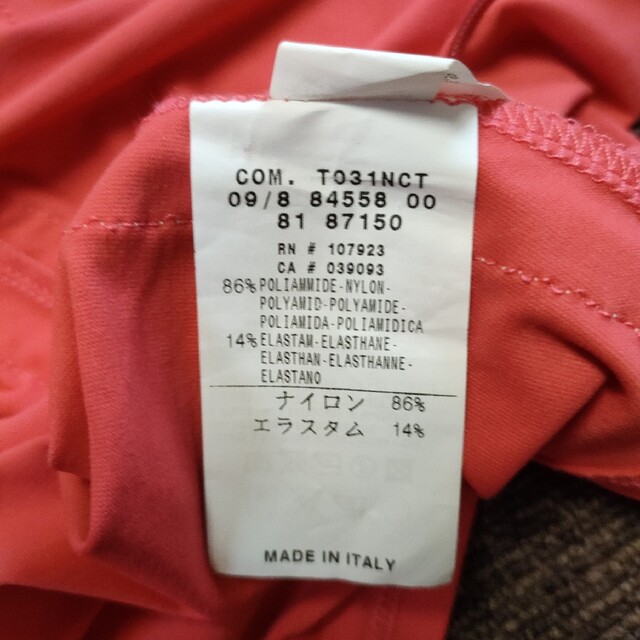 COM. T031NCT
09/8 84558 00
81 87150
RN # 107923
CA # 039093
86% POLIAMMIDE-NYLON-
POLYAMID-POLYAMIDE-
POLIAMIDA-POLIAMIDICA
14% ELASTAM-ELASTHANE-
ELASTHAN-ELASTHANNE-
ELASTANO
ナイロン 86%
エラスタム 14%
MADE IN ITALY